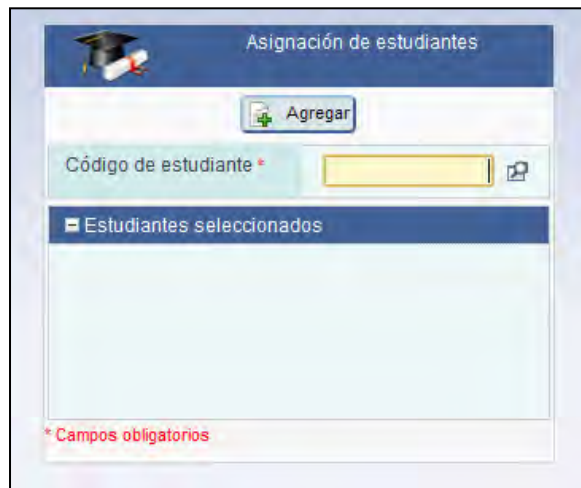 Asignación de estudiantes
Agregar
Código de estudiante *
Estudiantes seleccionados
* Campos obligatorios